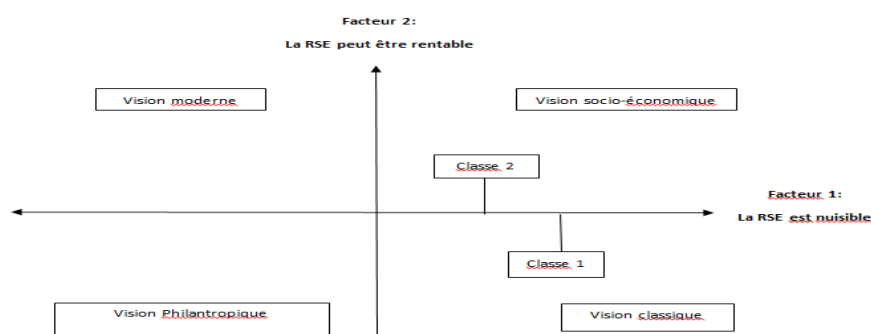 Facteur 2:
La RSE peut être rentable
Vision moderne
Vision socio-économique
Classe 2
Facteur 1:
La RSE est nuisible
Classe 1
Vision Philantropique
Vision classique